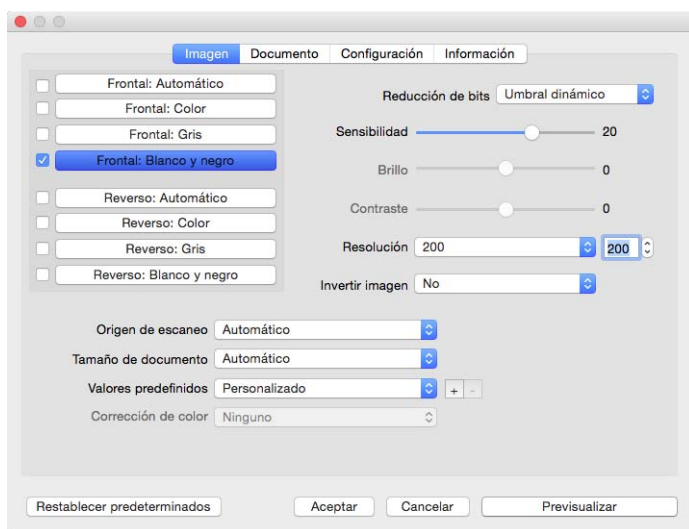 Imagen Documento Configuración Información
Frontal: Automático
Frontal: Color
Frontal: Gris
Frontal: Blanco y negro
Reverso: Automático
Reverso: Color
Reverso: Gris
Reverso: Blanco y negro
Reducción de bits Umbral dinámico
Sensibilidad 20
Brillo 0
Contraste 0
Resolución 200 200
Invertir imagen No
Origen de escaneo Automático
Tamaño de documento Automático
Valores predefinidos Personalizado + -
Corrección de color Ninguno
Restablecer predeterminados Aceptar Cancelar Previsualizar